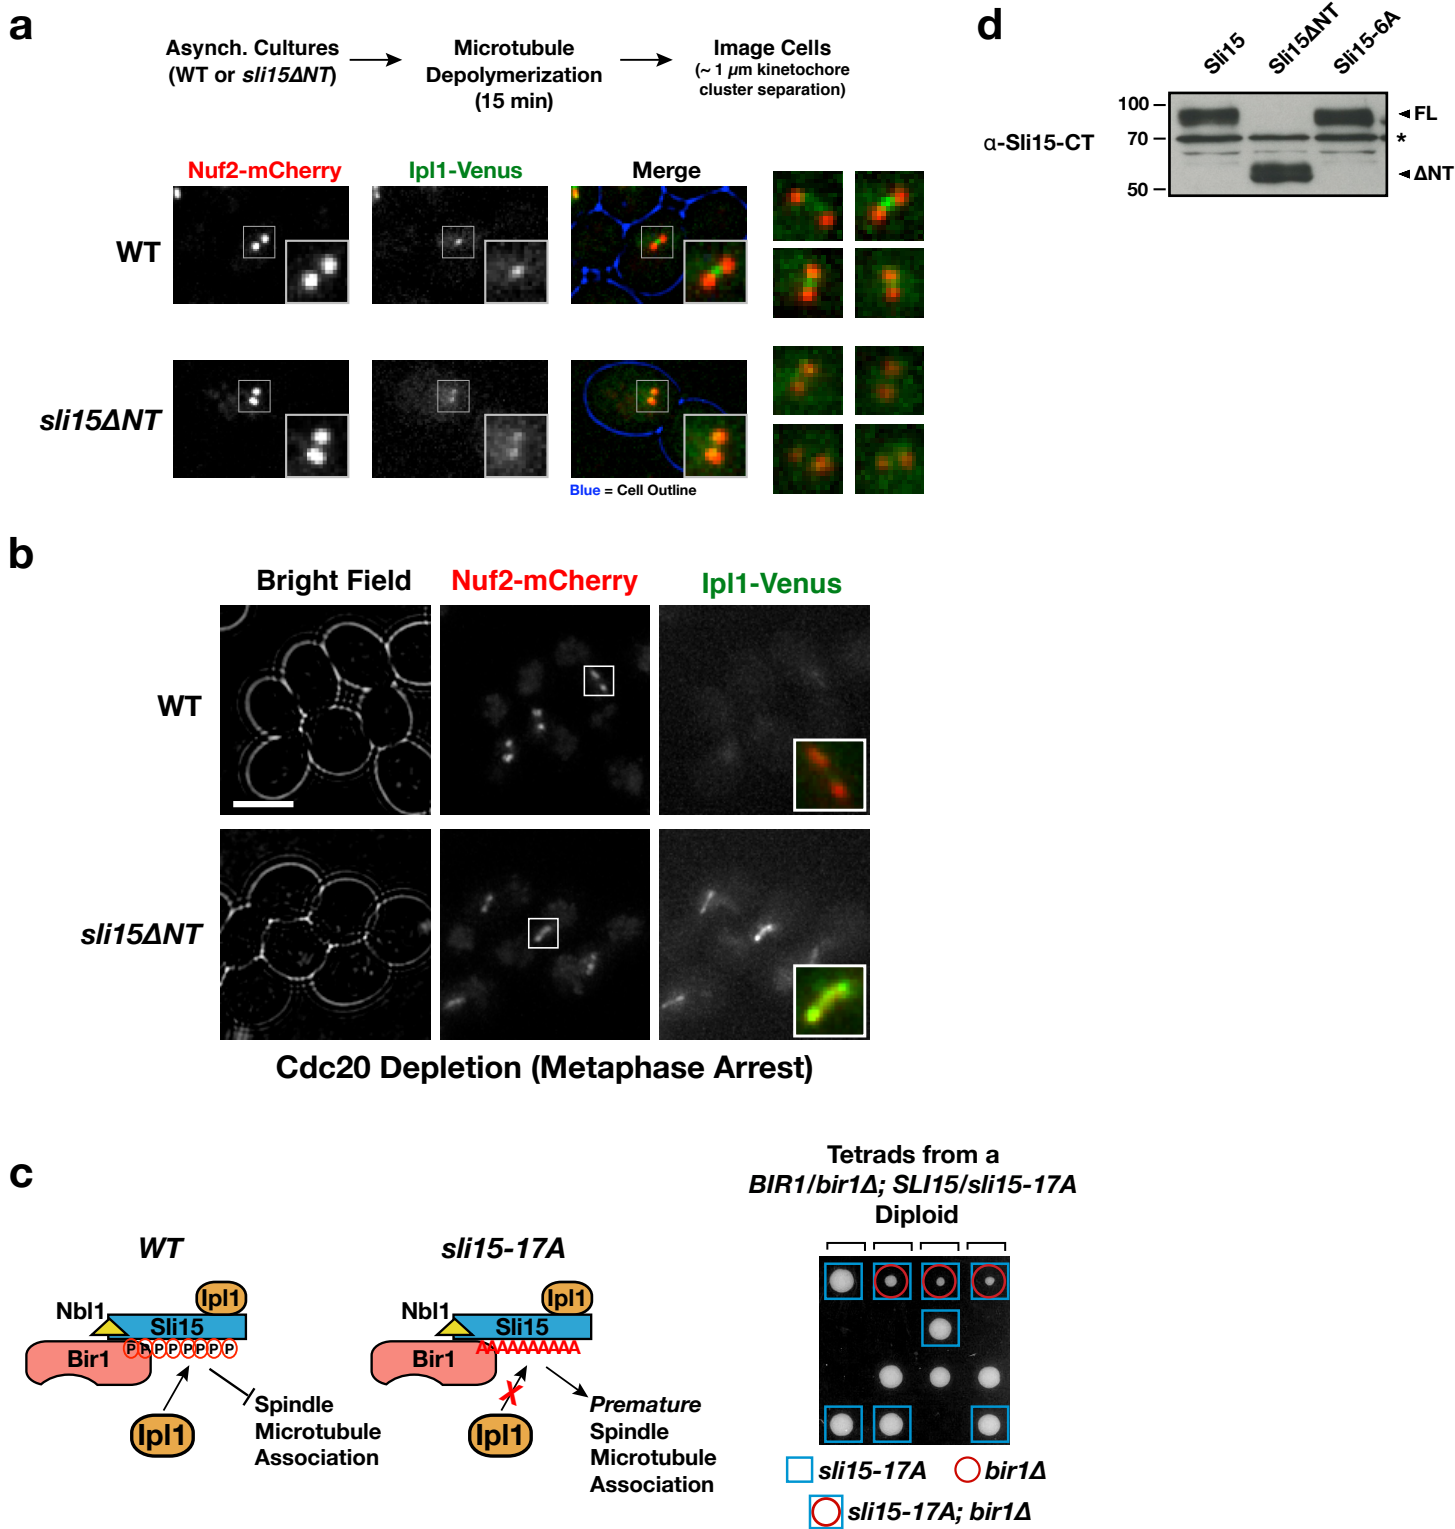 a
Asynch. Cultures
(WT or sli15ΔNT)
Microtubule
Depolymerization
(15 min)
Image Cells
(~ 1 µm kinetochore
cluster separation)
Nuf2-mCherry
Ipl1-Venus
Merge
WT
sli15ΔNT
Blue = Cell Outline
b
Bright Field
Nuf2-mCherry
Ipl1-Venus
WT
sli15ΔNT
Cdc20 Depletion (Metaphase Arrest)
c
WT
Nbl1
Ipl1
Sli15
P P P P P P P P
Bir1
Ipl1
Spindle
Microtubule
Association
sli15-17A
Nbl1
Ipl1
Sli15
AAAAAAAAAA
Bir1
X
Ipl1
Premature
Spindle
Microtubule
Association
Tetrads from a
BIR1/bir1Δ; SLI15/sli15-17A
Diploid
sli15-17A
bir1Δ
sli15-17A; bir1Δ
d
Sli15
Sli15ΔNT
Sli15-6A
α-Sli15-CT
100
70
50
FL
*
ΔNT